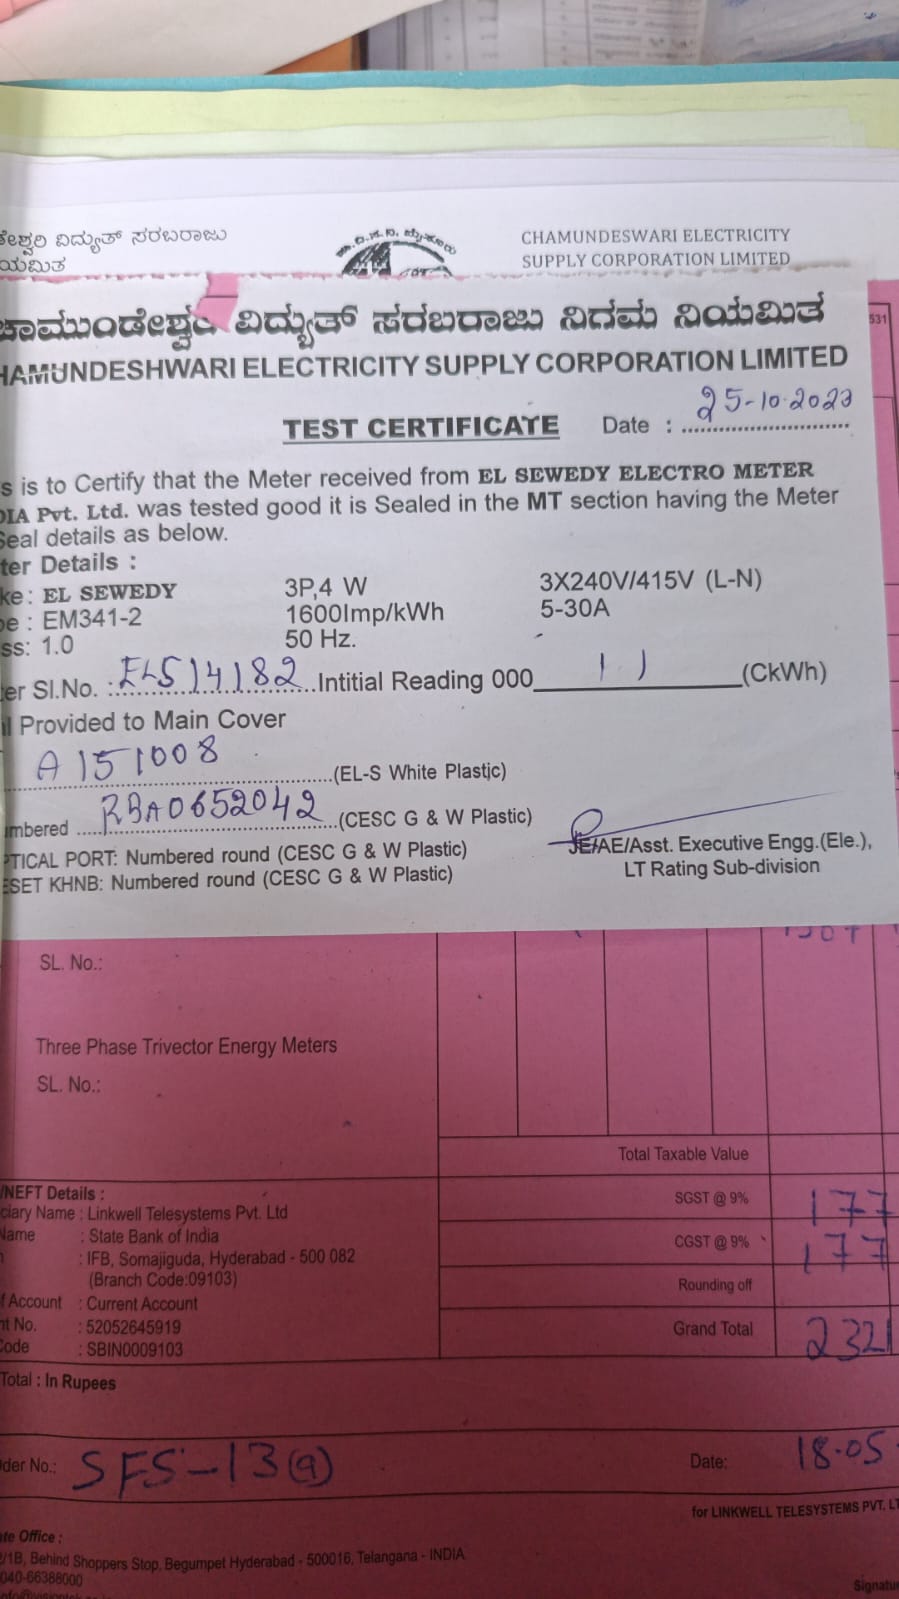 ಡೇಶ್ವರಿ ವಿದ್ಯುತ್ ಸರಬರಾಜು
ಯಮಿತ
CHAMUNDESWARI ELECTRICITY
SUPPLY CORPORATION LIMITED
ಚಾಮುಂಡೇಶ್ವರಿ ವಿದ್ಯುತ್ ಸರಬರಾಜು ನಿಗಮ ನಿಯಮಿತ
531
HAMUNDESHWARI ELECTRICITY SUPPLY CORPORATION LIMITED
TEST CERTIFICATE Date : 25-10-2023
s is to Certify that the Meter received from EL SEWEDY ELECTRO METER
DIA Pvt. Ltd. was tested good it is Sealed in the MT section having the Meter
Seal details as below.
ter Details :
ke : EL SEWEDY 3P,4 W 3X240V/415V (L-N)
pe : EM341-2 1600Imp/kWh 5-30A
ss: 1.0 50 Hz.
ter Sl.No. : ELS14182 Intitial Reading 000 11 (CkWh)
l Provided to Main Cover
A151008 (EL-S White Plastic)
umbered RBA0652042 (CESC G & W Plastic)
PTICAL PORT: Numbered round (CESC G & W Plastic)
ESET KHNB: Numbered round (CESC G & W Plastic)
JE/AE/Asst. Executive Engg.(Ele.),
LT Rating Sub-division
SL. No.:
Three Phase Trivector Energy Meters
SL. No.:
Total Taxable Value
/NEFT Details :
ciary Name : Linkwell Telesystems Pvt. Ltd
SGST @ 9% 177
Name : State Bank of India
: IFB, Somajiguda, Hyderabad - 500 082
CGST @ 9% 177
(Branch Code:09103)
Rounding off
f Account : Current Account
nt No. : 52052645919
Grand Total 2321
Code : SBIN0009103
Total : In Rupees
der No.: SFS-13(a) Date: 18.05
for LINKWELL TELESYSTEMS PVT. LT
ate Office :
2/1B, Behind Shoppers Stop, Begumpet Hyderabad - 500016, Telangana - INDIA
040-66388000
Signatu